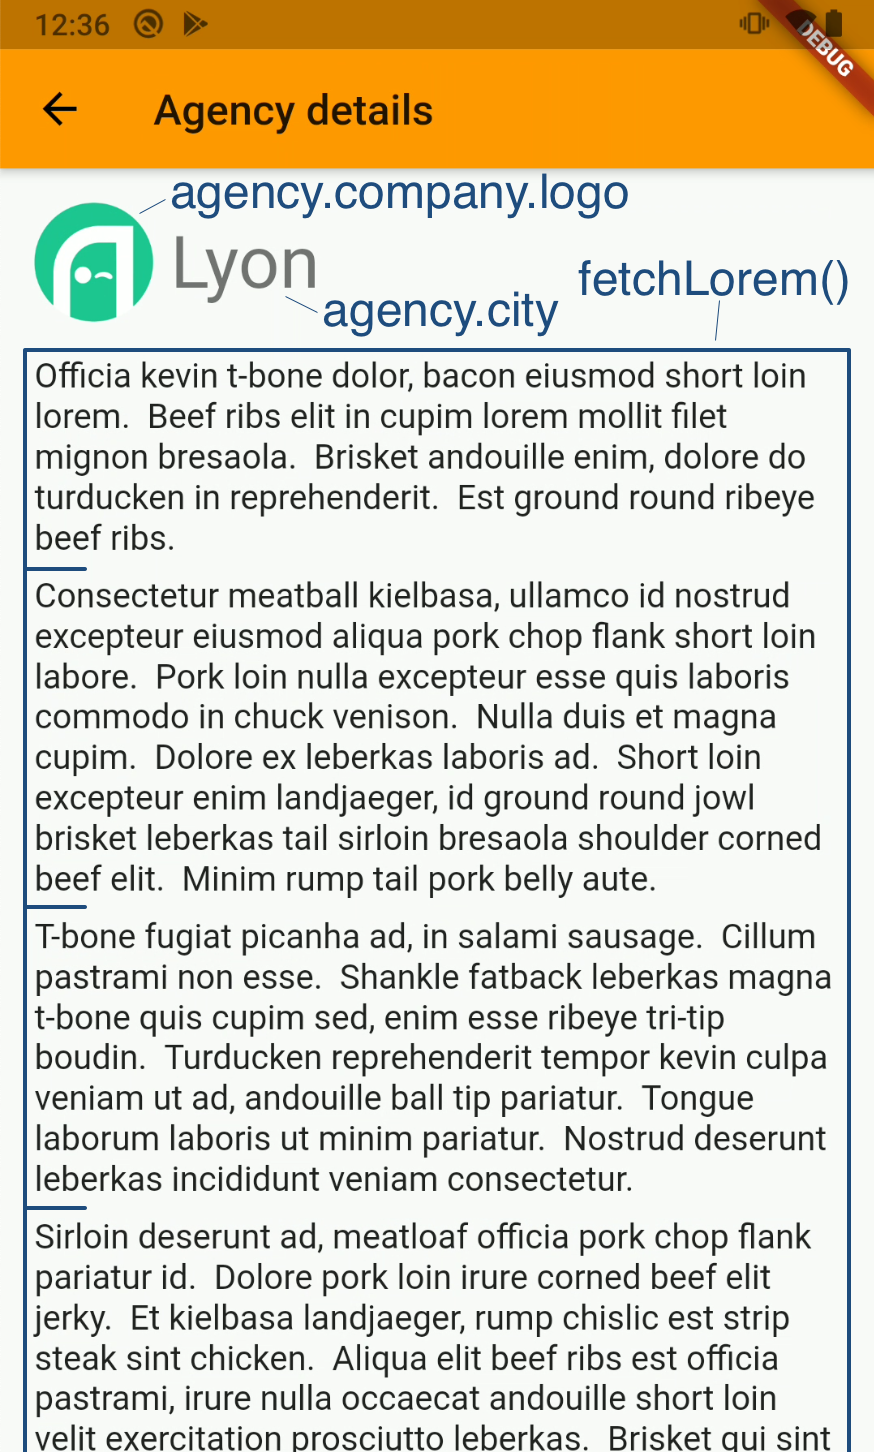 12:36
DEBUG
Agency details
agency.company.logo
Lyon
fetchLorem()
agency.city
Officia kevin t-bone dolor, bacon eiusmod short loin
lorem.  Beef ribs elit in cupim lorem mollit filet
mignon bresaola.  Brisket andouille enim, dolore do
turducken in reprehenderit.  Est ground round ribeye
beef ribs.
Consectetur meatball kielbasa, ullamco id nostrud
excepteur eiusmod aliqua pork chop flank short loin
labore.  Pork loin nulla excepteur esse quis laboris
commodo in chuck venison.  Nulla duis et magna
cupim.  Dolore ex leberkas laboris ad.  Short loin
excepteur enim landjaeger, id ground round jowl
brisket leberkas tail sirloin bresaola shoulder corned
beef elit.  Minim rump tail pork belly aute.
T-bone fugiat picanha ad, in salami sausage.  Cillum
pastrami non esse.  Shankle fatback leberkas magna
t-bone quis cupim sed, enim esse ribeye tri-tip
boudin.  Turducken reprehenderit tempor kevin culpa
veniam ut ad, andouille ball tip pariatur.  Tongue
laborum laboris ut minim pariatur.  Nostrud deserunt
leberkas incididunt veniam consectetur.
Sirloin deserunt ad, meatloaf officia pork chop flank
pariatur id.  Dolore pork loin irure corned beef elit
jerky.  Et kielbasa landjaeger, rump chislic est strip
steak sint chicken.  Aliqua elit beef ribs est officia
pastrami, irure nulla occaecat andouille short loin
velit exercitation prosciutto leberkas.  Brisket qui sint